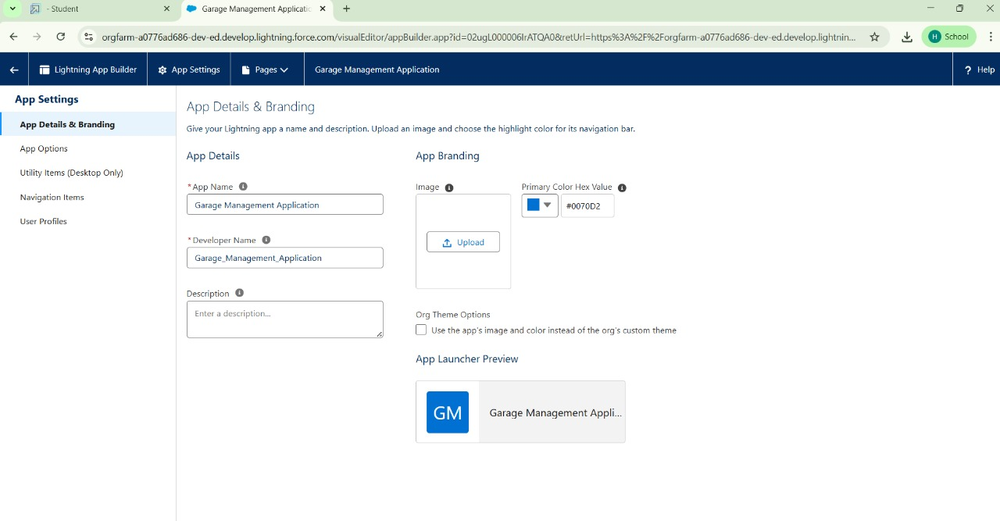 - Student
Garage Management Applicatic
orgfarm-a0776ad686-dev-ed.develop.lightning.force.com/visualEditor/appBuilder.app?id=02ugL000006IrATQA0&retUrl=https%3A%2F%2Forgfarm-a0776ad686-dev-ed.develop.lightnin...
H School
Lightning App Builder
App Settings
Pages
Garage Management Application
? Help
App Settings
App Details & Branding
App Options
Utility Items (Desktop Only)
Navigation Items
User Profiles
App Details & Branding
Give your Lightning app a name and description. Upload an image and choose the highlight color for its navigation bar.
App Details
*App Name
Garage Management Application
*Developer Name
Garage_Management_Application
Description
Enter a description...
App Branding
Image
Upload
Primary Color Hex Value
#0070D2
Org Theme Options
Use the app's image and color instead of the org's custom theme
App Launcher Preview
GM
Garage Management Appli...